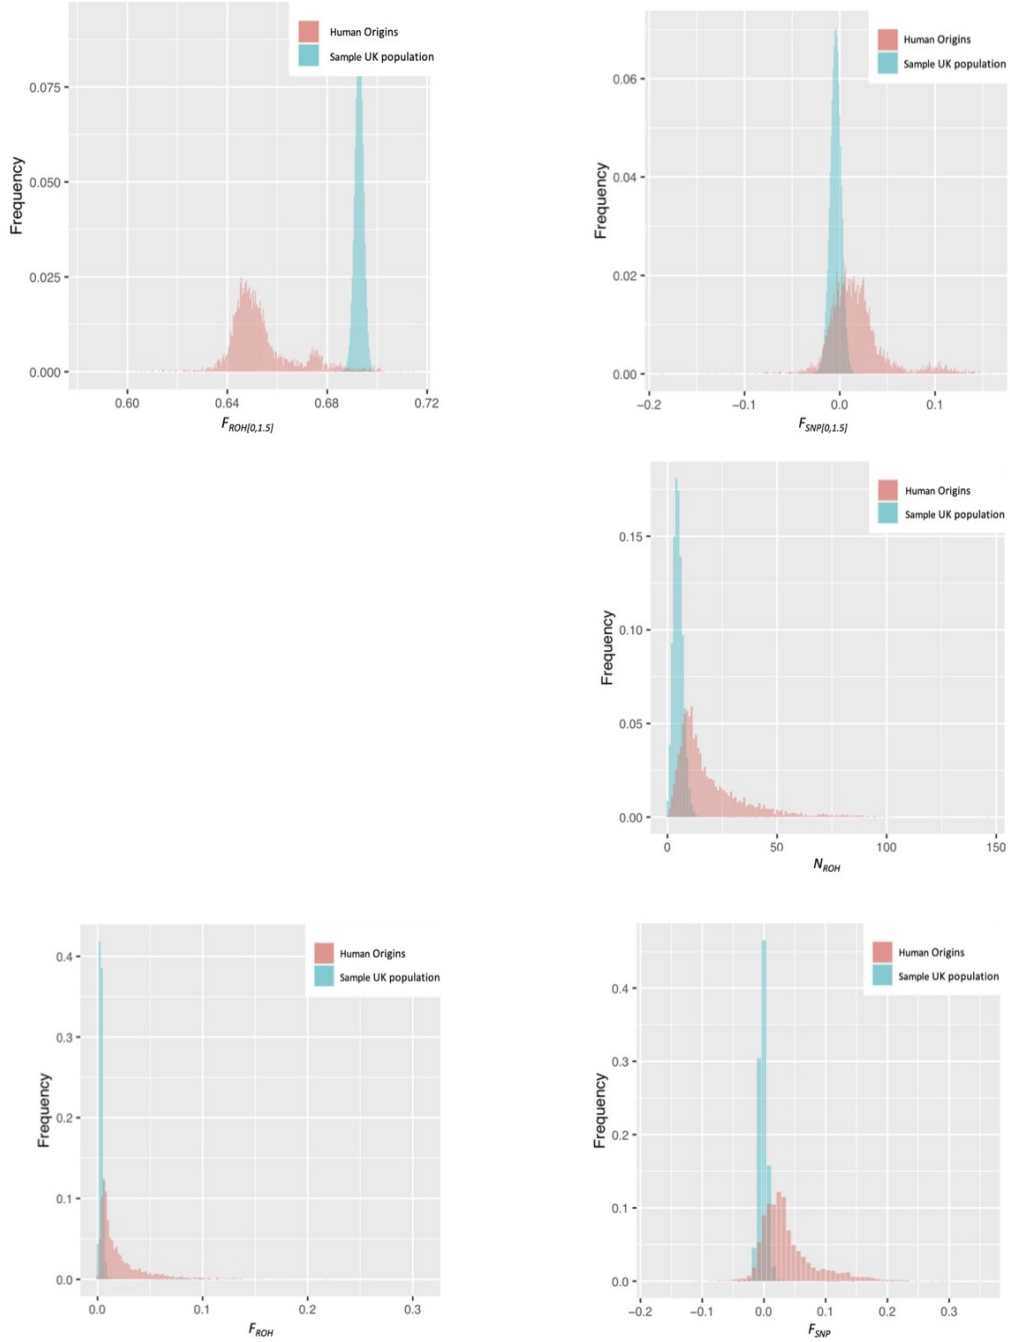 Human Origins
Sample UK population
0.075
0.050
0.025
0.000
Frequency
0.60 0.64 0.68 0.72
F_ROH[0,1.5]
Human Origins
Sample UK population
0.06
0.04
0.02
0.00
Frequency
−0.2 −0.1 0.0 0.1
F_SNP[0,1.5]
Human Origins
Sample UK population
0.15
0.10
0.05
0.00
Frequency
0 50 100 150
N_ROH
Human Origins
Sample UK population
0.4
0.3
0.2
0.1
0.0
Frequency
0.0 0.1 0.2 0.3
F_ROH
Human Origins
Sample UK population
0.4
0.3
0.2
0.1
0.0
Frequency
−0.2 −0.1 0.0 0.1 0.2 0.3
F_SNP